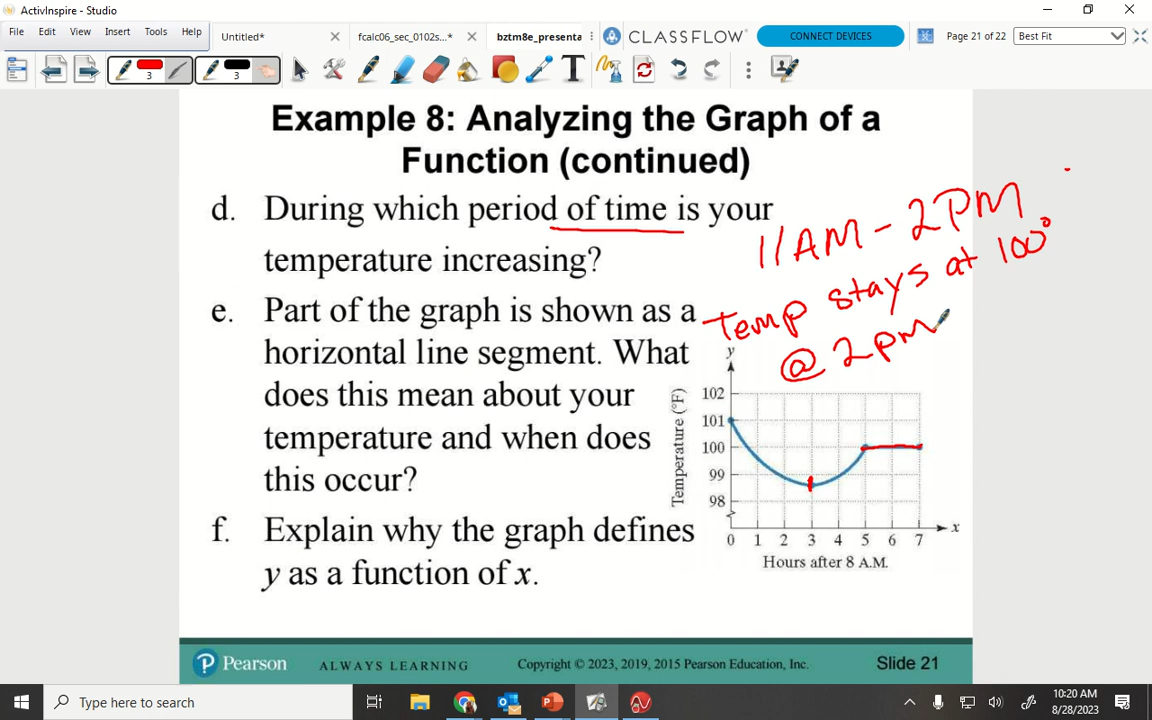 ActivInspire - Studio
File Edit View Insert Tools Help
Untitled*
fcalc06_sec_0102s...*
bztm8e_presenta
CLASSFLOW
CONNECT DEVICES
Page 21 of 22
Best Fit
3
3
Example 8: Analyzing the Graph of a
Function (continued)
d. During which period of time is your
temperature increasing?
11AM - 2PM
Temp stays at 100°
@ 2pm
e. Part of the graph is shown as a
horizontal line segment. What
does this mean about your
temperature and when does
this occur?
f. Explain why the graph defines
y as a function of x.
y
Temperature (°F)
102
101
100
99
98
0 1 2 3 4 5 6 7
x
Hours after 8 A.M.
Pearson
ALWAYS LEARNING
Copyright © 2023, 2019, 2015 Pearson Education, Inc.
Slide 21
Type here to search
10:20 AM
8/28/2023